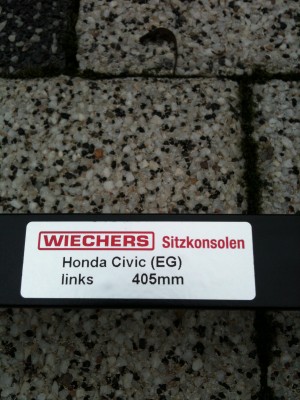 WIECHERS Sitzkonsolen
Honda Civic (EG)
links 405mm